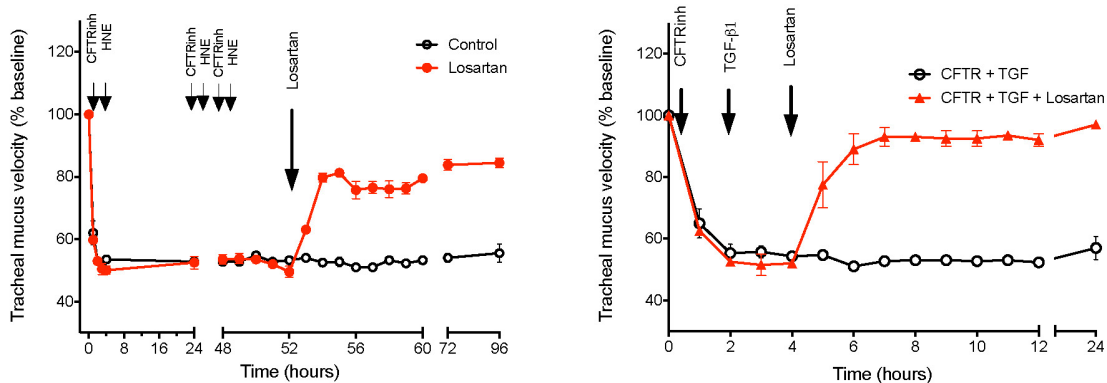 CFTRinh
HNE
CFTRinh
HNE
CFTRinh
HNE
Losartan
Control
Losartan
Tracheal mucus velocity (% baseline)
120
100
80
60
40
0
8
16
24
48
52
56
60
72
96
Time (hours)
CFTRinh
TGF-β1
Losartan
CFTR + TGF
CFTR + TGF + Losartan
Tracheal mucus velocity (% baseline)
120
100
80
60
40
0
2
4
6
8
10
12
24
Time (hours)